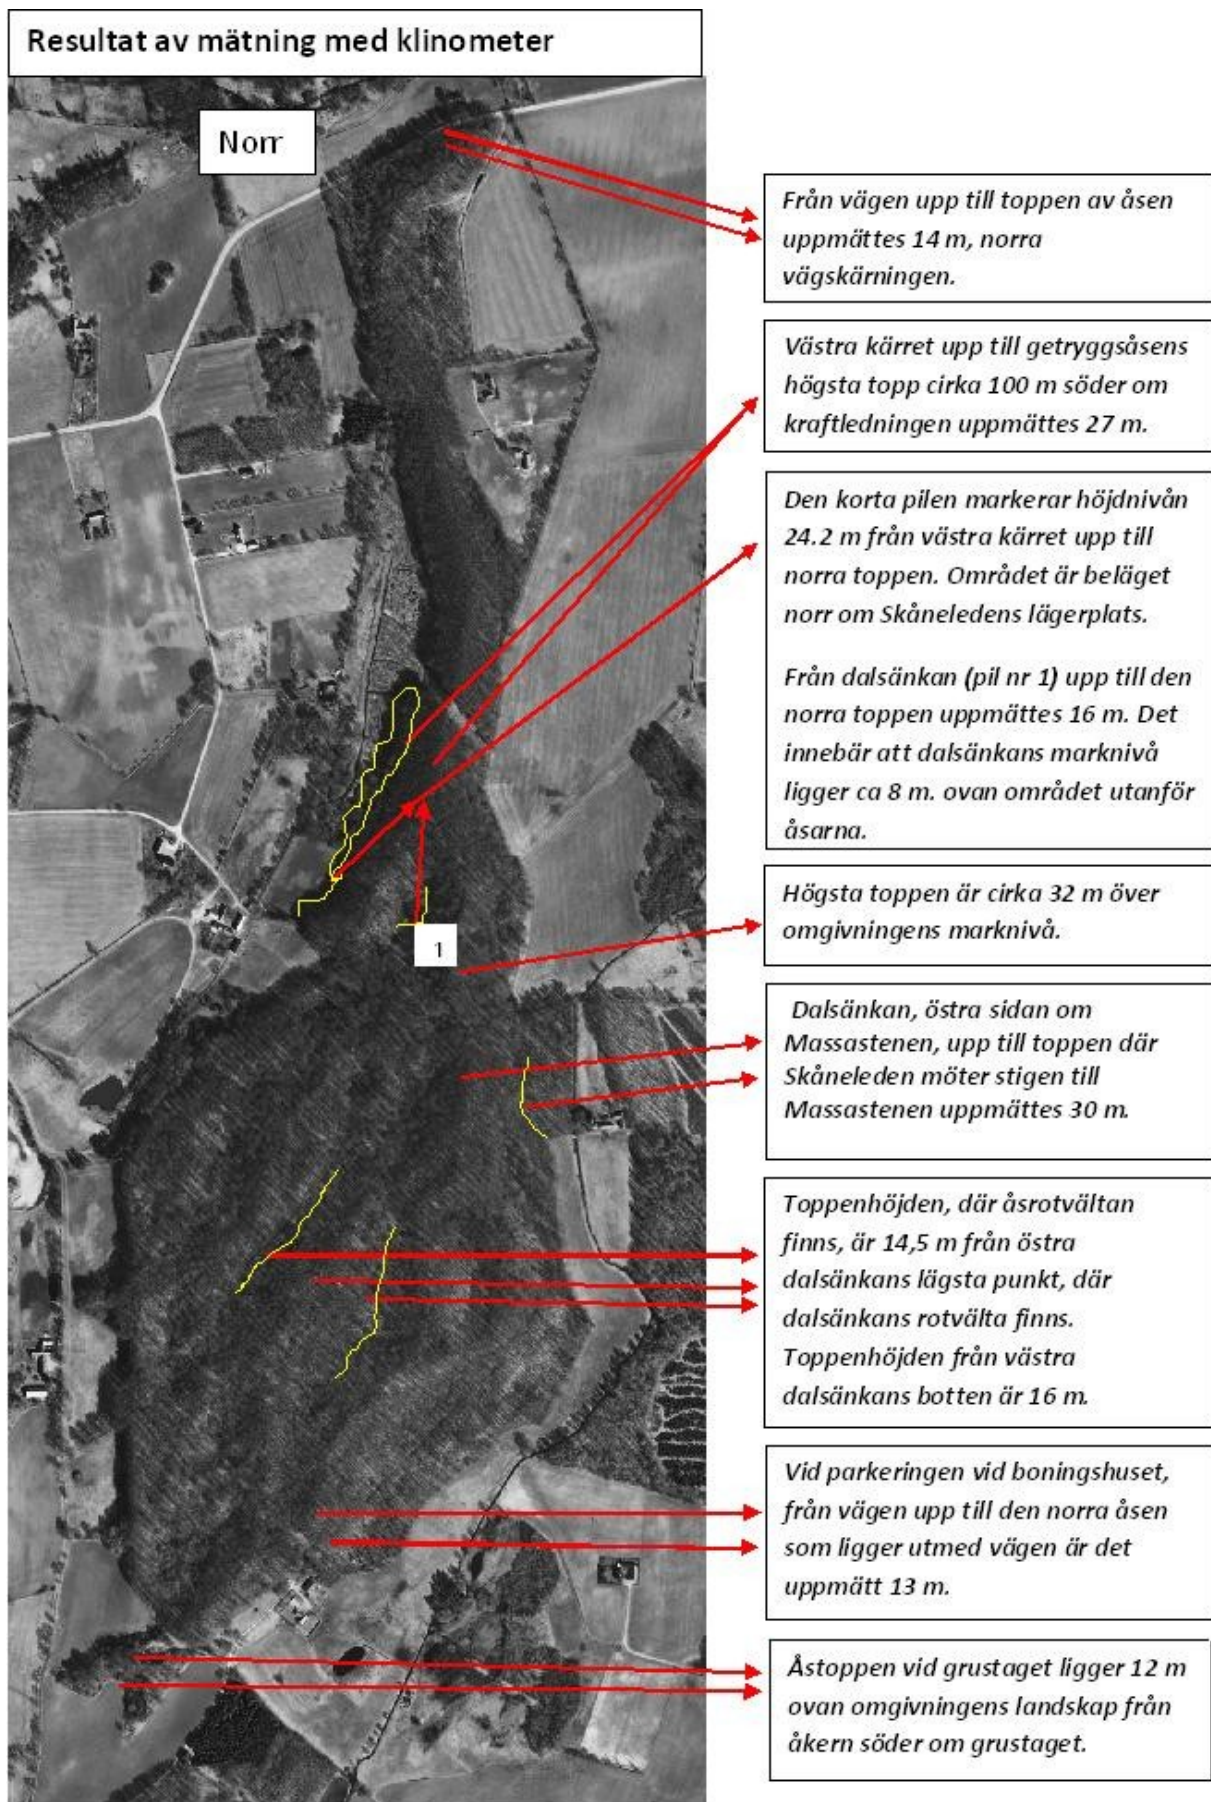 Resultat av mätning med klinometer
Norr
Från vägen upp till toppen av åsen
uppmättes 14 m, norra
vägskärningen.
Västra kärret upp till getryggsåsens
högsta topp cirka 100 m söder om
kraftledningen uppmättes 27 m.
Den korta pilen markerar höjdnivån
24.2 m från västra kärret upp till
norra toppen. Området är beläget
norr om Skåneledens lägerplats.
Från dalsänkan (pil nr 1) upp till den
norra toppen uppmättes 16 m. Det
innebär att dalsänkans marknivå
ligger ca 8 m. ovan området utanför
åsarna.
1
Högsta toppen är cirka 32 m över
omgivningens marknivå.
Dalsänkan, östra sidan om
Massastenen, upp till toppen där
Skåneleden möter stigen till
Massastenen uppmättes 30 m.
Toppenhöjden, där åsrotvältan
finns, är 14,5 m från östra
dalsänkans lägsta punkt, där
dalsänkans rotvälta finns.
Toppenhöjden från västra
dalsänkans botten är 16 m.
Vid parkeringen vid boningshuset,
från vägen upp till den norra åsen
som ligger utmed vägen är det
uppmätt 13 m.
Åstoppen vid grustaget ligger 12 m
ovan omgivningens landskap från
åkern söder om grustaget.